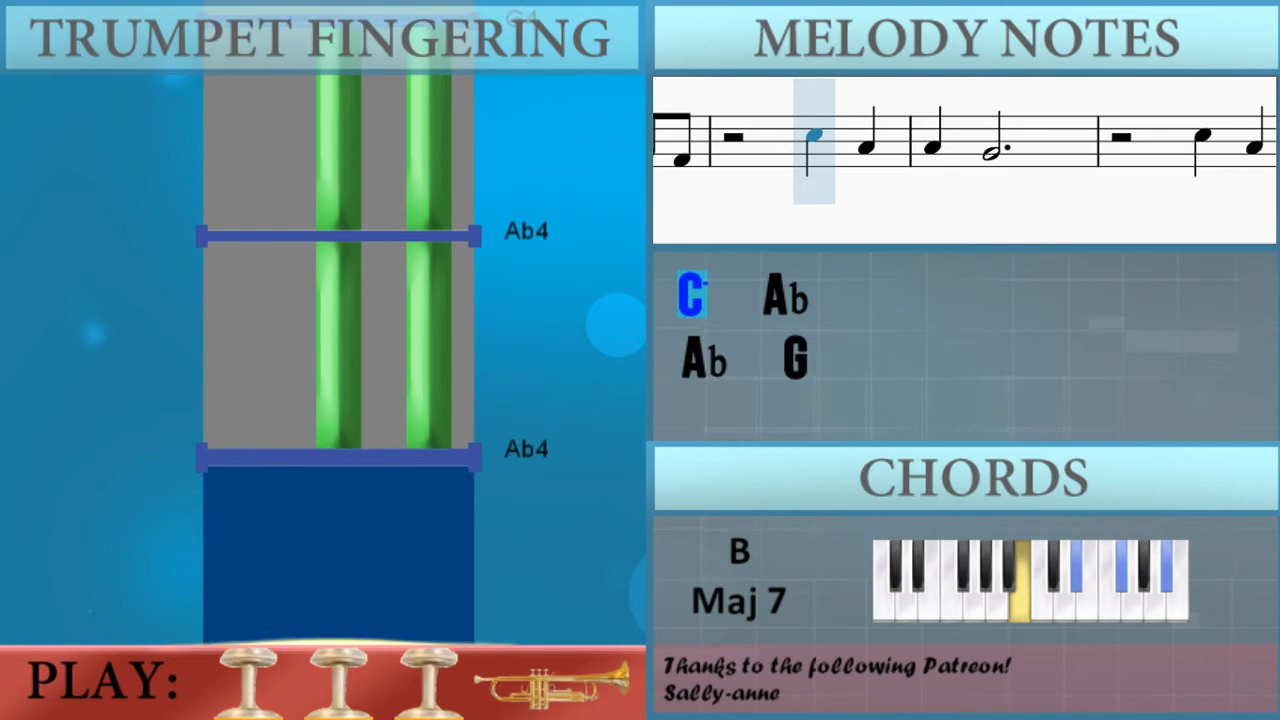 TRUMPET FINGERING
G4
Ab4
Ab4
PLAY:
MELODY NOTES
C- Ab
Ab G
CHORDS
B
Maj 7
Thanks to the following Patreon!
Sally-anne